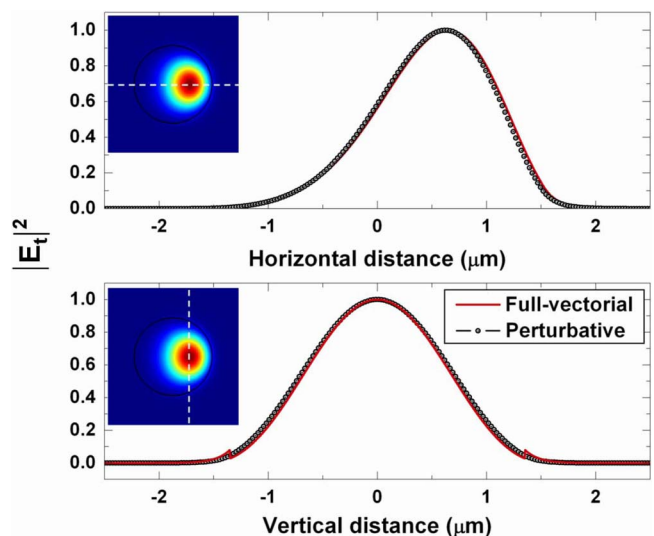 1.0
0.8
0.6
0.4
0.2
0.0
-2 -1 0 1 2
Horizontal distance (μm)
|E_t|^2
1.0
0.8
0.6
0.4
0.2
0.0
Full-vectorial
Perturbative
-2 -1 0 1 2
Vertical distance (μm)